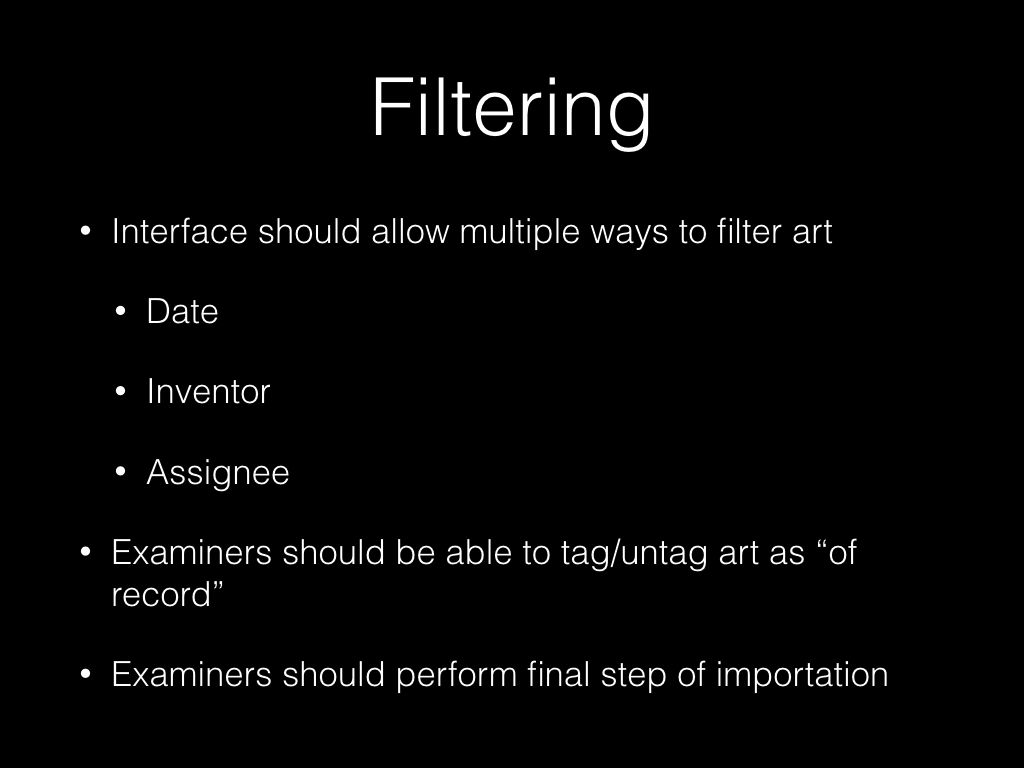 Filtering
• Interface should allow multiple ways to filter art
• Date
• Inventor
• Assignee
• Examiners should be able to tag/untag art as “of
record”
• Examiners should perform final step of importation